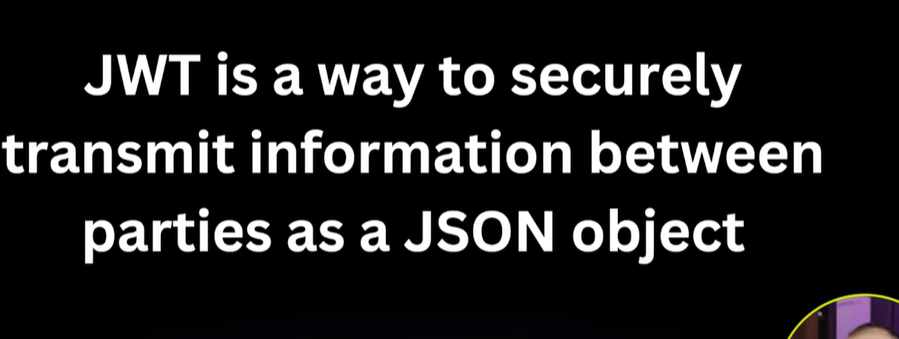 JWT is a way to securely
transmit information between
parties as a JSON object